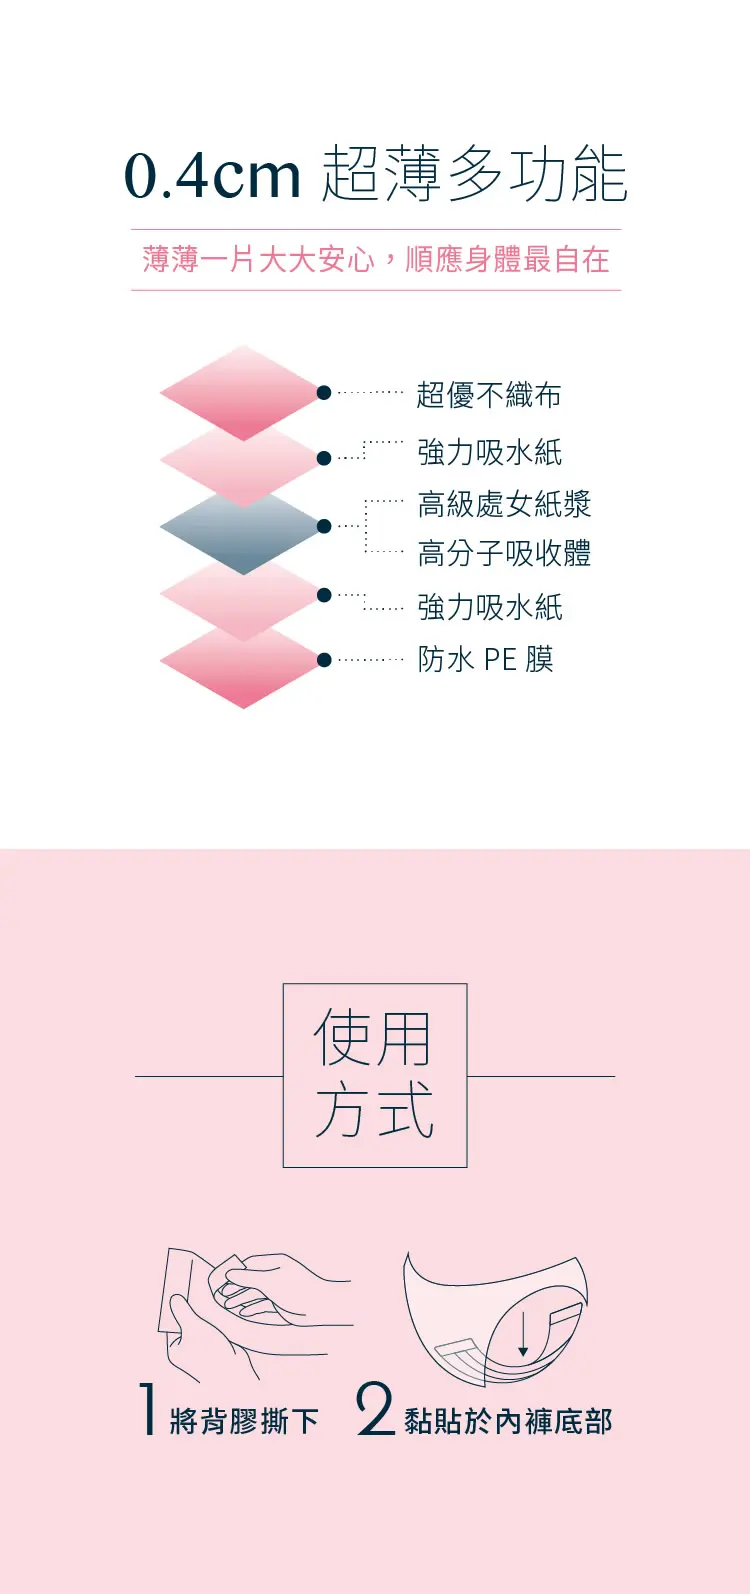 0.4cm 超薄多功能
薄薄一片大大安心，順應身體最自在
超優不織布
強力吸水紙
高級處女紙漿
高分子吸收體
強力吸水紙
防水 PE 膜
使用
方式
1 將背膠撕下
2 黏貼於內褲底部